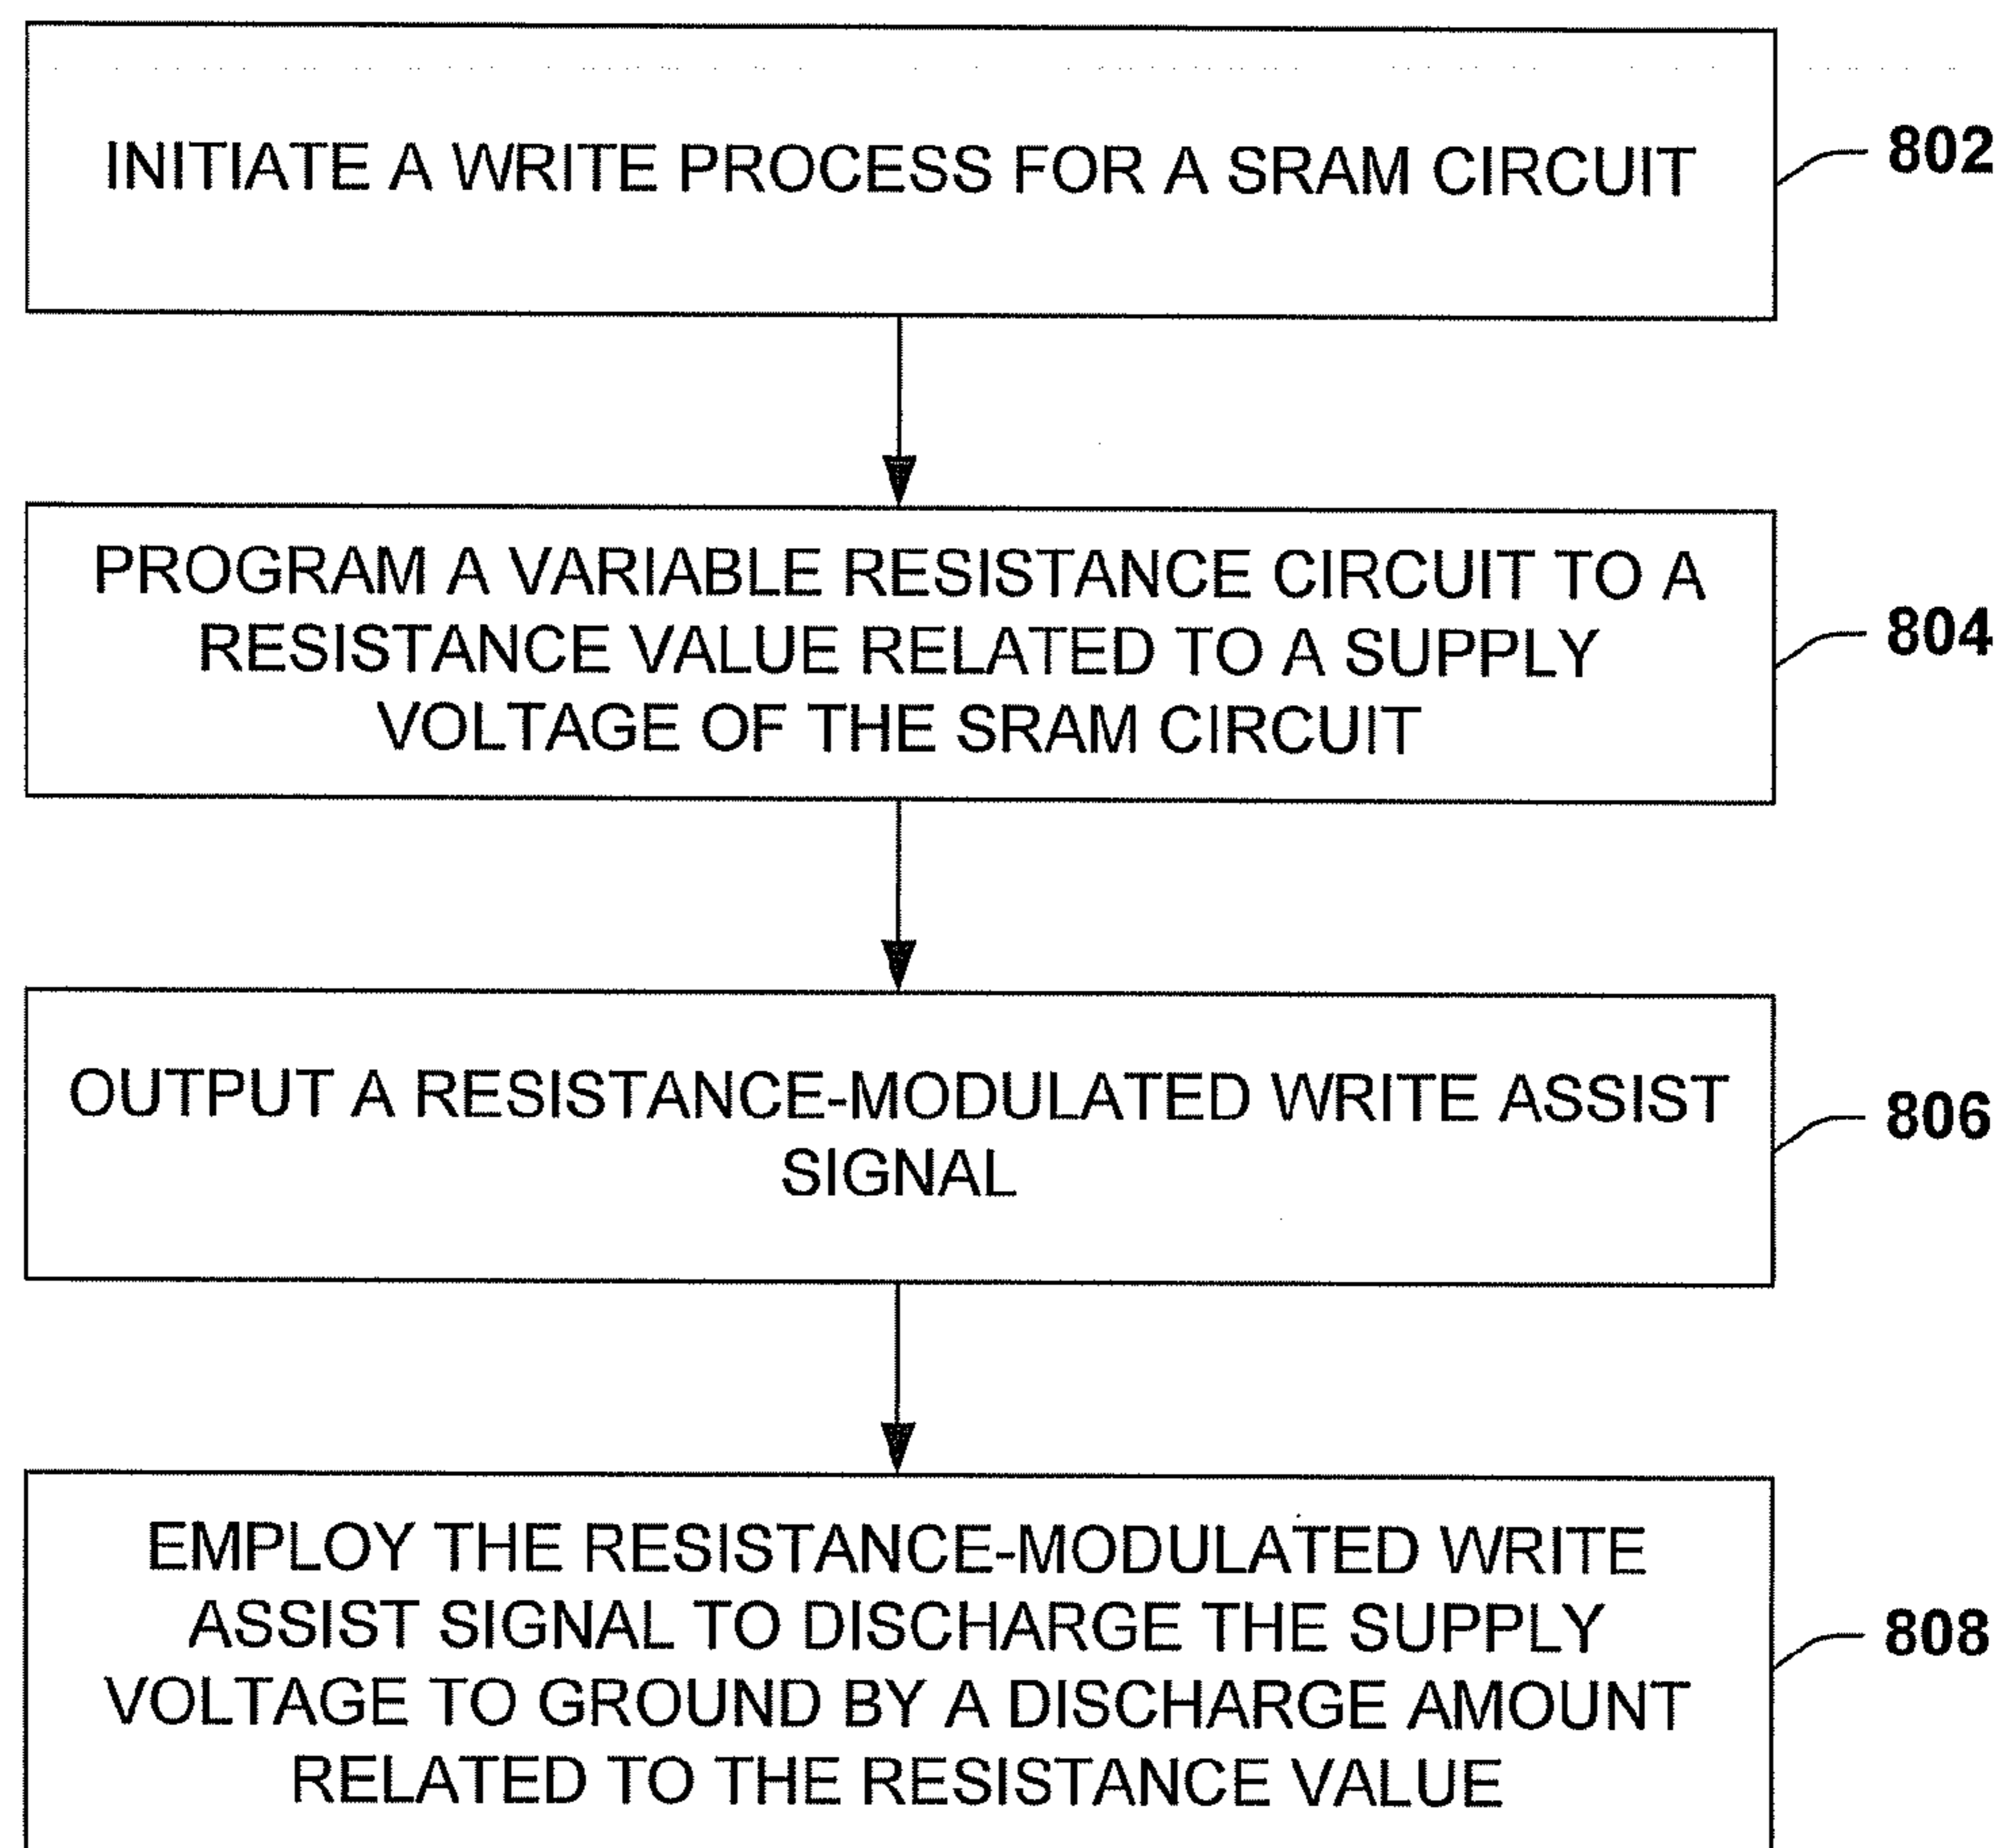 INITIATE A WRITE PROCESS FOR A SRAM CIRCUIT
802
PROGRAM A VARIABLE RESISTANCE CIRCUIT TO A
RESISTANCE VALUE RELATED TO A SUPPLY
VOLTAGE OF THE SRAM CIRCUIT
804
OUTPUT A RESISTANCE-MODULATED WRITE ASSIST
SIGNAL
806
EMPLOY THE RESISTANCE-MODULATED WRITE
ASSIST SIGNAL TO DISCHARGE THE SUPPLY
VOLTAGE TO GROUND BY A DISCHARGE AMOUNT
RELATED TO THE RESISTANCE VALUE
808